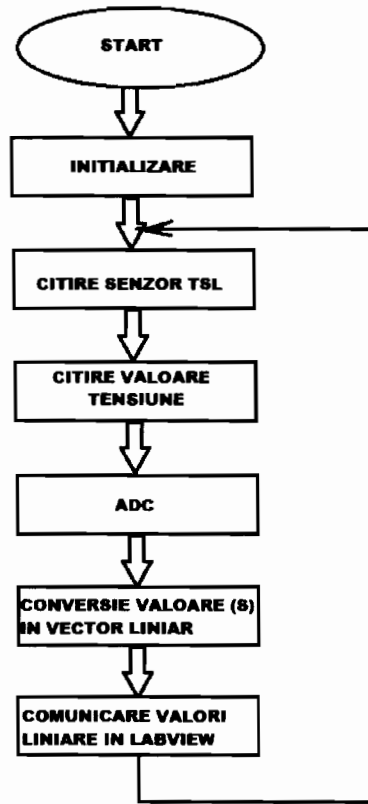 START
INITIALIZARE
CITIRE SENZOR TSL
CITIRE VALOARE
TENSIUNE
ADC
CONVERSIE VALOARE (S)
IN VECTOR LINIAR
COMUNICARE VALORI
LINIARE IN LABVIEW